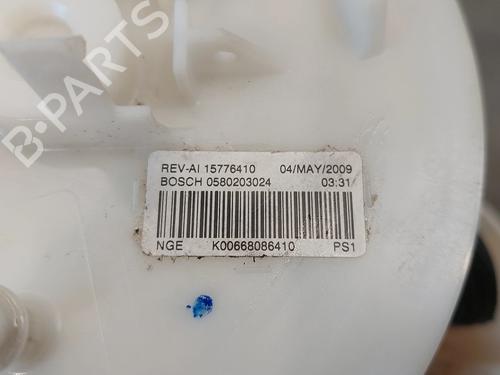 B-PARTS
REV-AI 15776410 04/MAY/2009
BOSCH 0580203024 03:31
NGE K00668086410 PS1